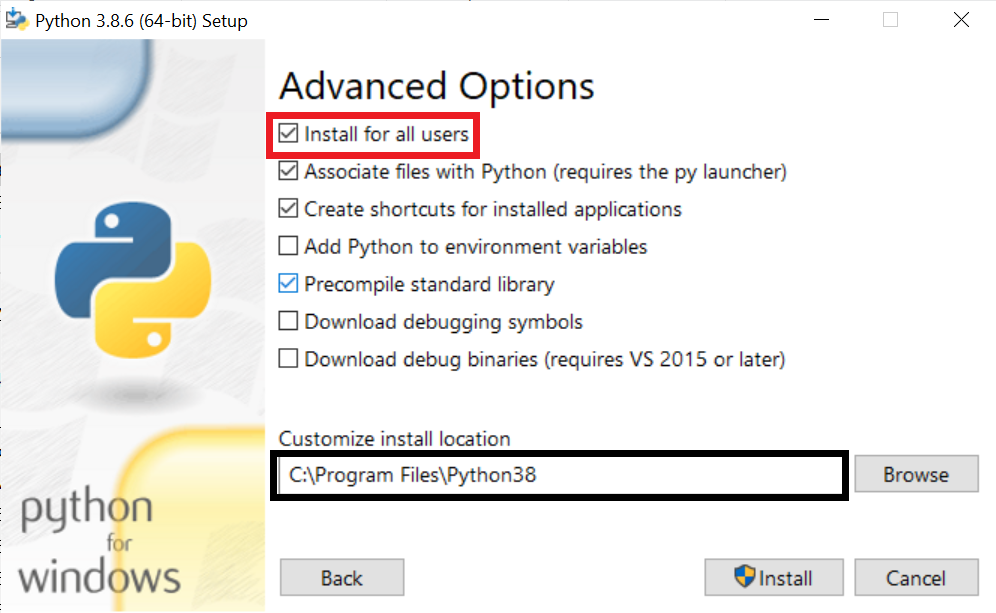 Python 3.8.6 (64-bit) Setup
Advanced Options
Install for all users
Associate files with Python (requires the py launcher)
Create shortcuts for installed applications
Add Python to environment variables
Precompile standard library
Download debugging symbols
Download debug binaries (requires VS 2015 or later)
Customize install location
C:\Program Files\Python38
Browse
python
for
windows
Back
Install
Cancel